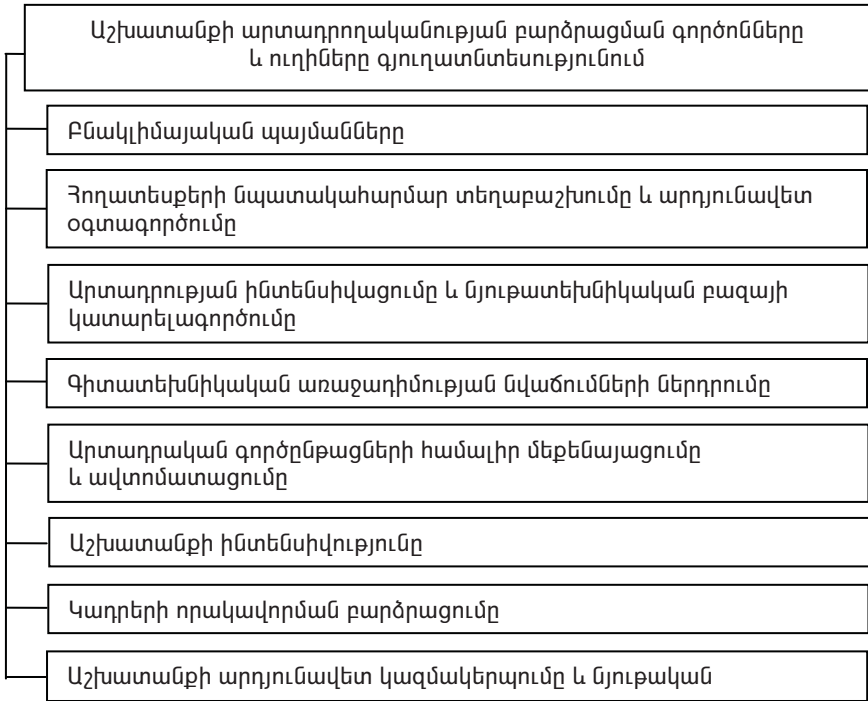 Աշխատանքի արտադրողականության բարձրացման գործոնները
և ուղիները գյուղատնտեսությունում
Բնակլիմայական պայմանները
Հողատեսքերի նպատակահարմար տեղաբաշխումը և արդյունավետ
օգտագործումը
Արտադրության ինտենսիվացումը և նյութատեխնիկական բազայի
կատարելագործումը
Գիտատեխնիկական առաջադիմության նվաճումների ներդրումը
Արտադրական գործընթացների համալիր մեքենայացումը
և ավտոմատացումը
Աշխատանքի ինտենսիվությունը
Կադրերի որակավորման բարձրացումը
Աշխատանքի արդյունավետ կազմակերպումը և նյութական